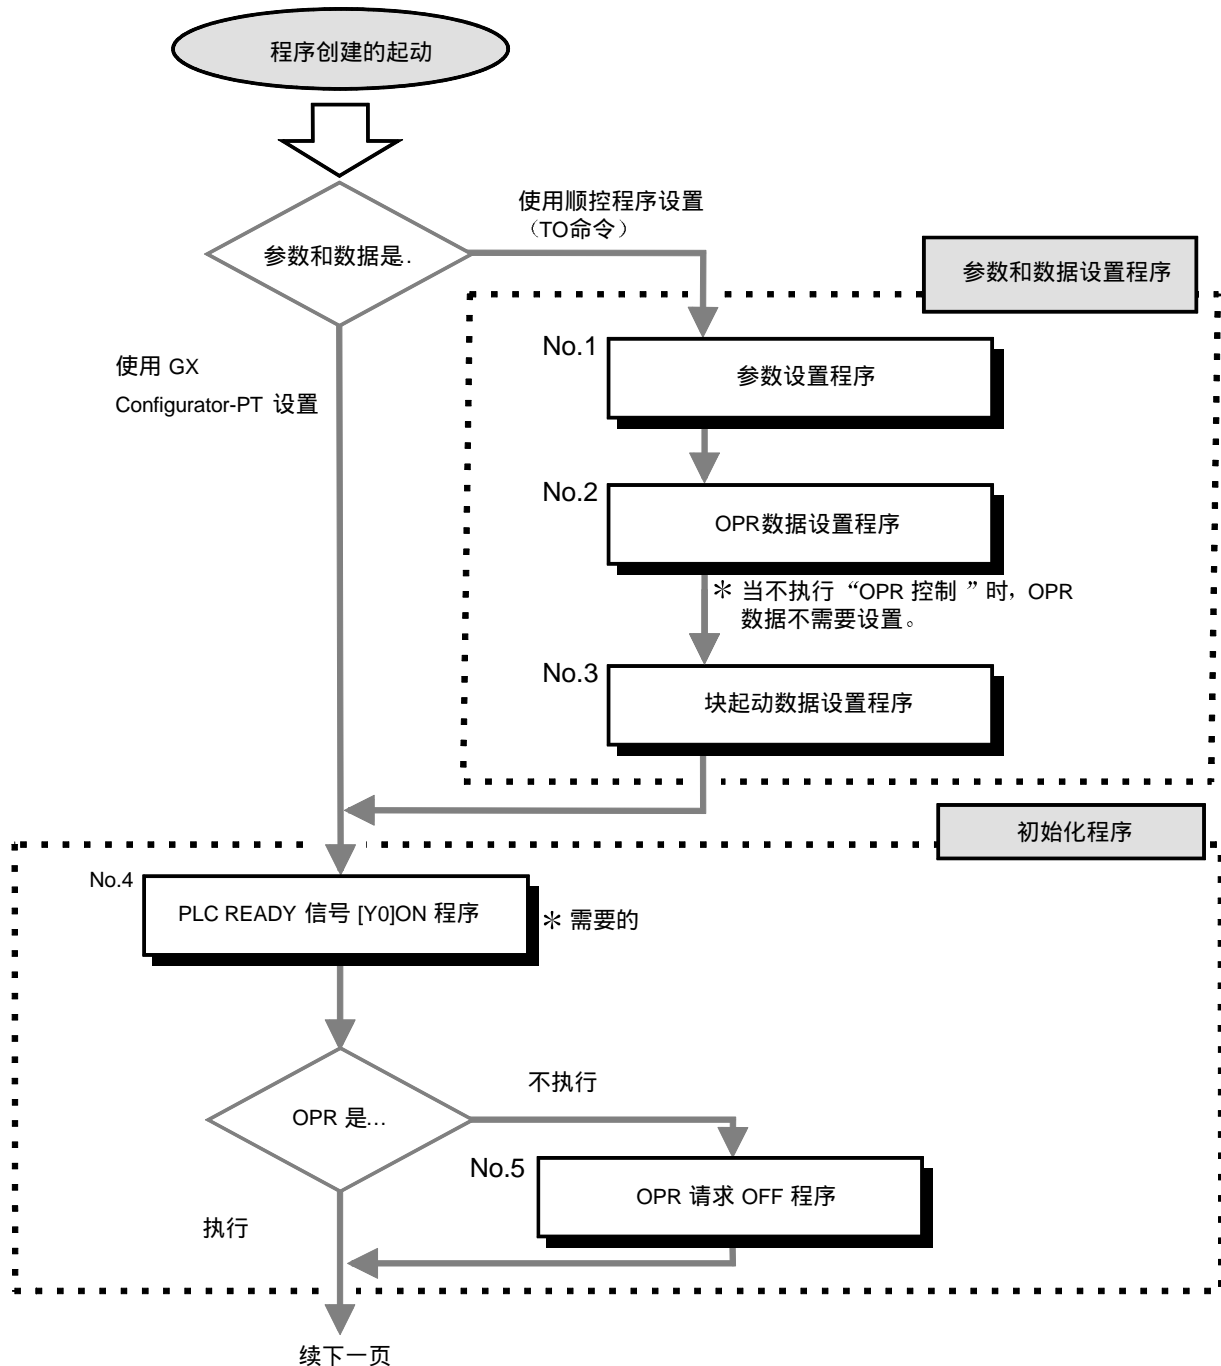 程序创建的起动
使用顺控程序设置
（TO命令）
参数和数据是..
参数和数据设置程序
使用 GX
Configurator-PT 设置
No.1
参数设置程序
No.2
OPR数据设置程序
＊ 当不执行“OPR 控制 ”时，OPR
数据不需要设置。
No.3
块起动数据设置程序
初始化程序
No.4
PLC READY 信号 [Y0]ON 程序
＊ 需要的
OPR 是...
不执行
No.5
OPR 请求 OFF 程序
执行
续下一页